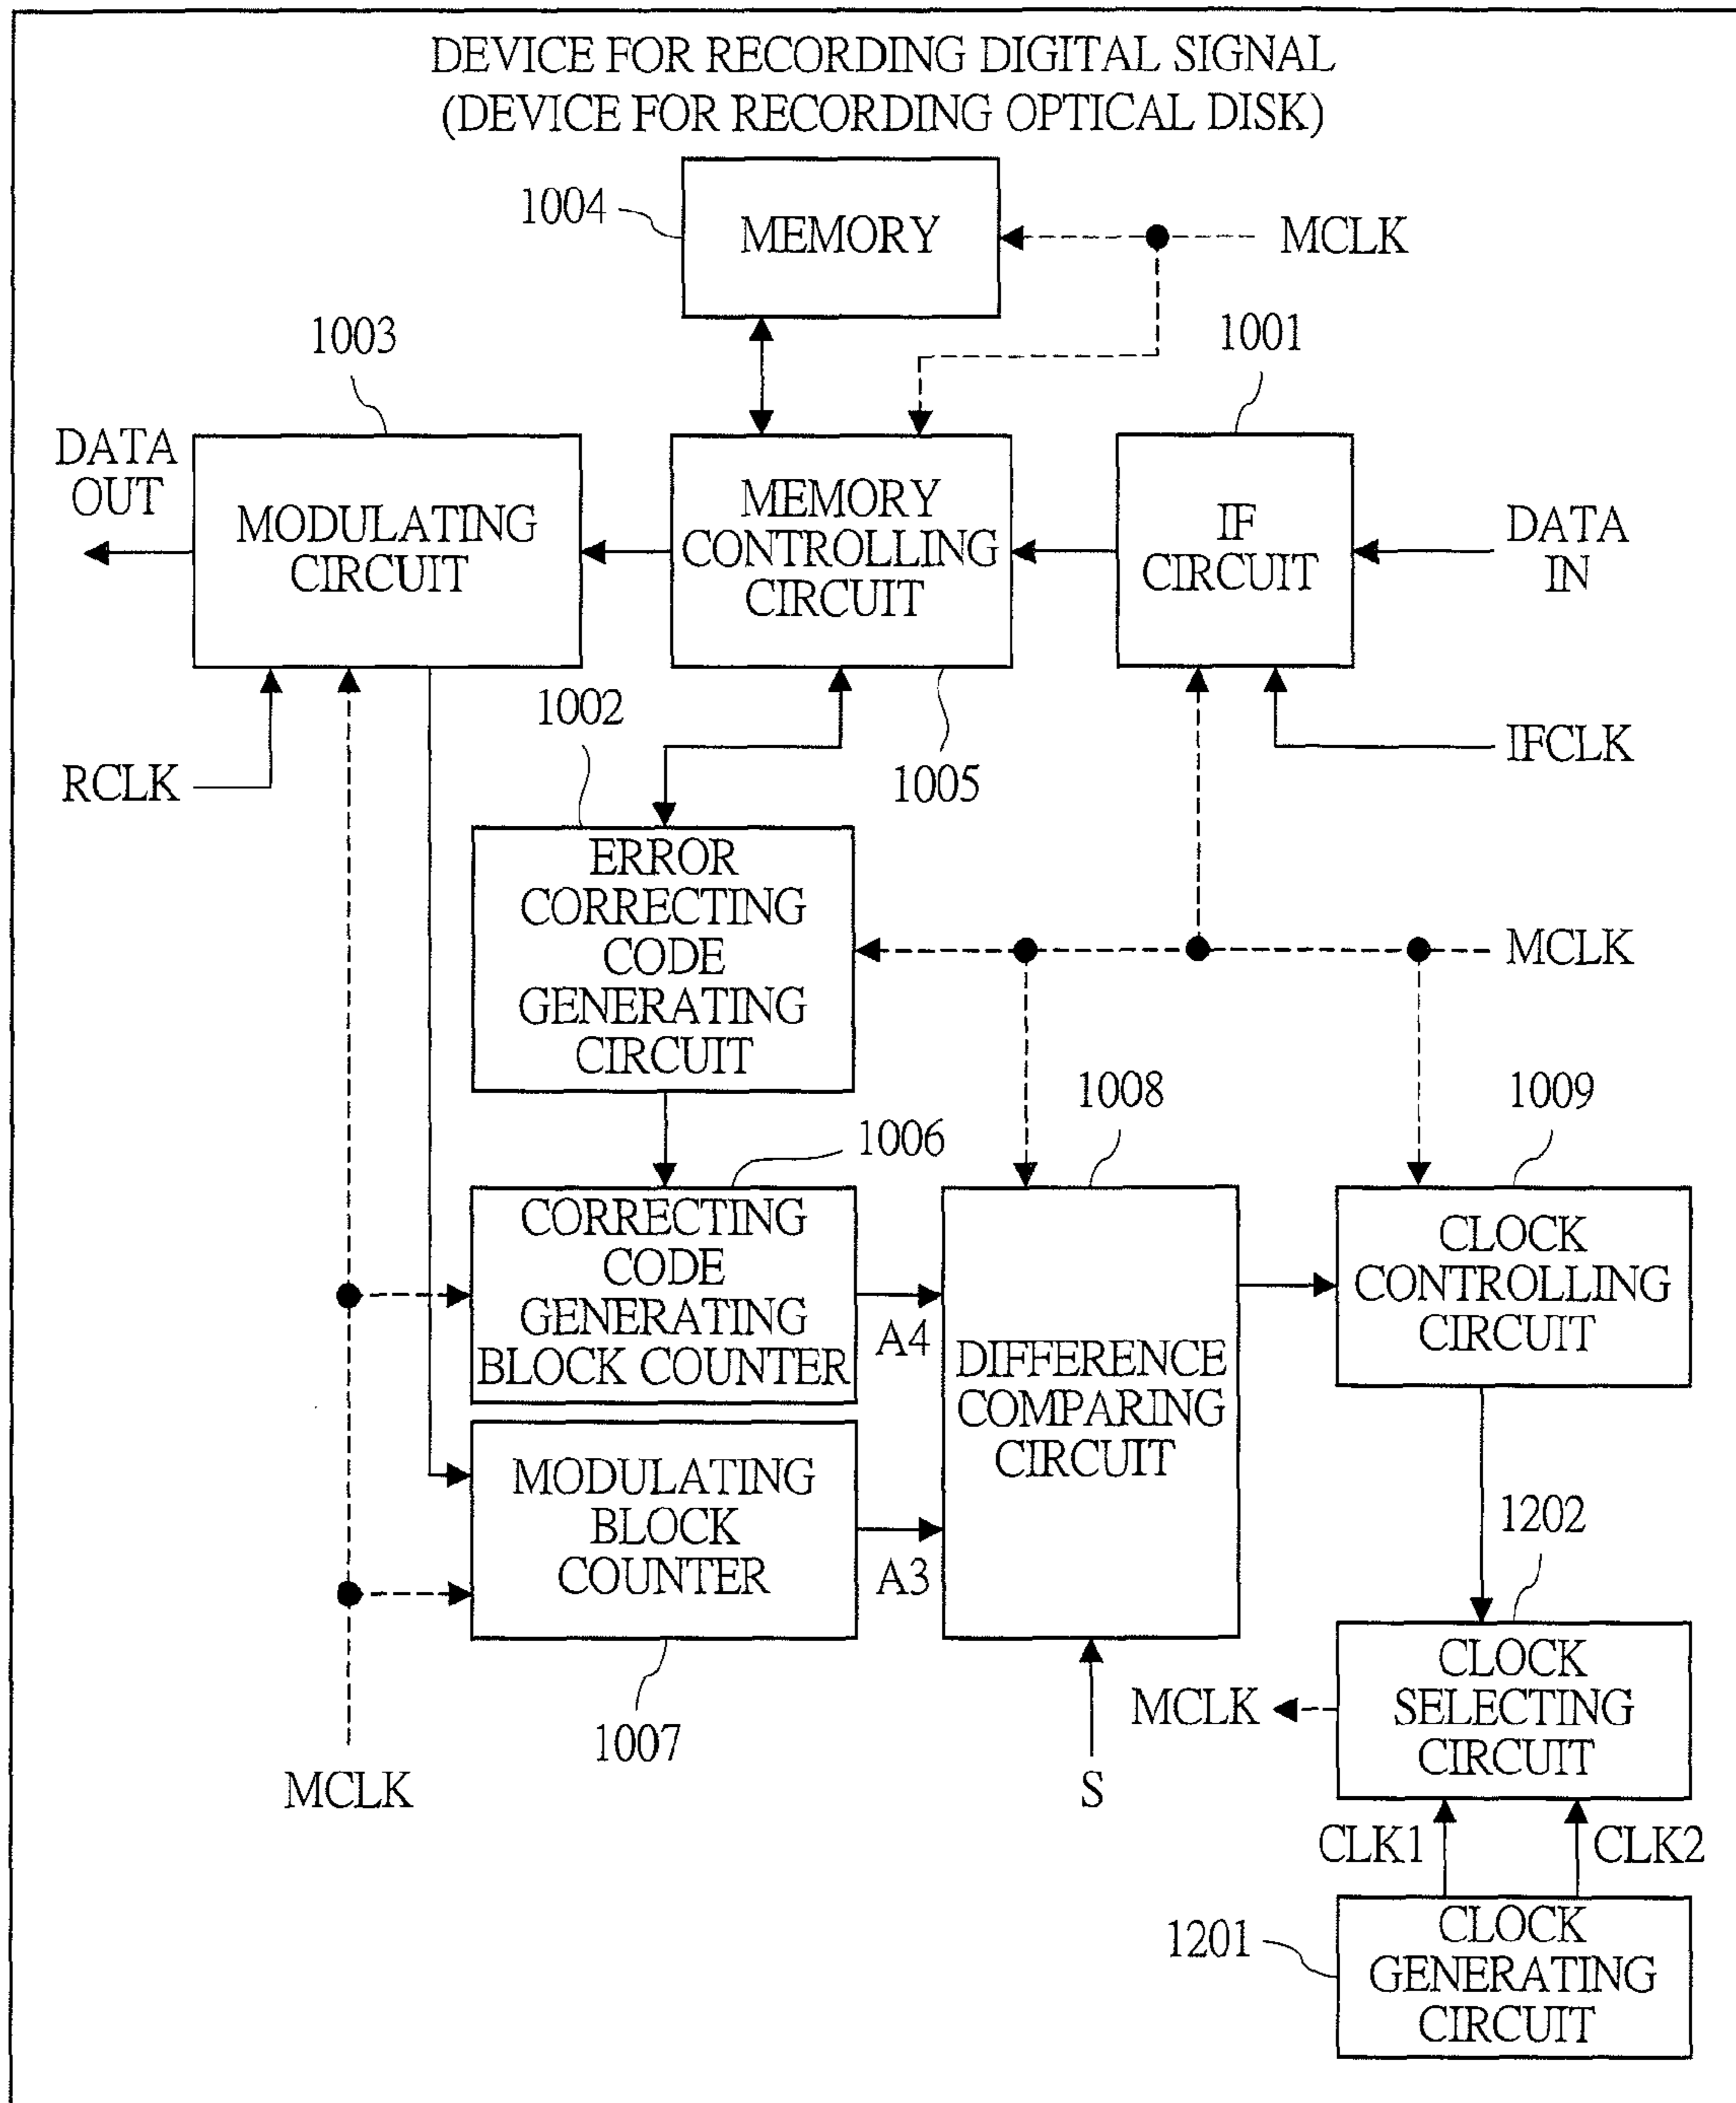 DEVICE FOR RECORDING DIGITAL SIGNAL
(DEVICE FOR RECORDING OPTICAL DISK)
1004
MEMORY
MCLK
1003
1001
DATA
OUT
MODULATING
CIRCUIT
MEMORY
CONTROLLING
CIRCUIT
IF
CIRCUIT
DATA
IN
1002
RCLK
1005
IFCLK
ERROR
CORRECTING
CODE
GENERATING
CIRCUIT
MCLK
1006
1008
1009
CORRECTING
CODE
GENERATING
BLOCK COUNTER
A4
DIFFERENCE
COMPARING
CIRCUIT
CLOCK
CONTROLLING
CIRCUIT
MODULATING
BLOCK
COUNTER
A3
1202
1007
MCLK
S
MCLK
CLOCK
SELECTING
CIRCUIT
CLK1
CLK2
1201
CLOCK
GENERATING
CIRCUIT